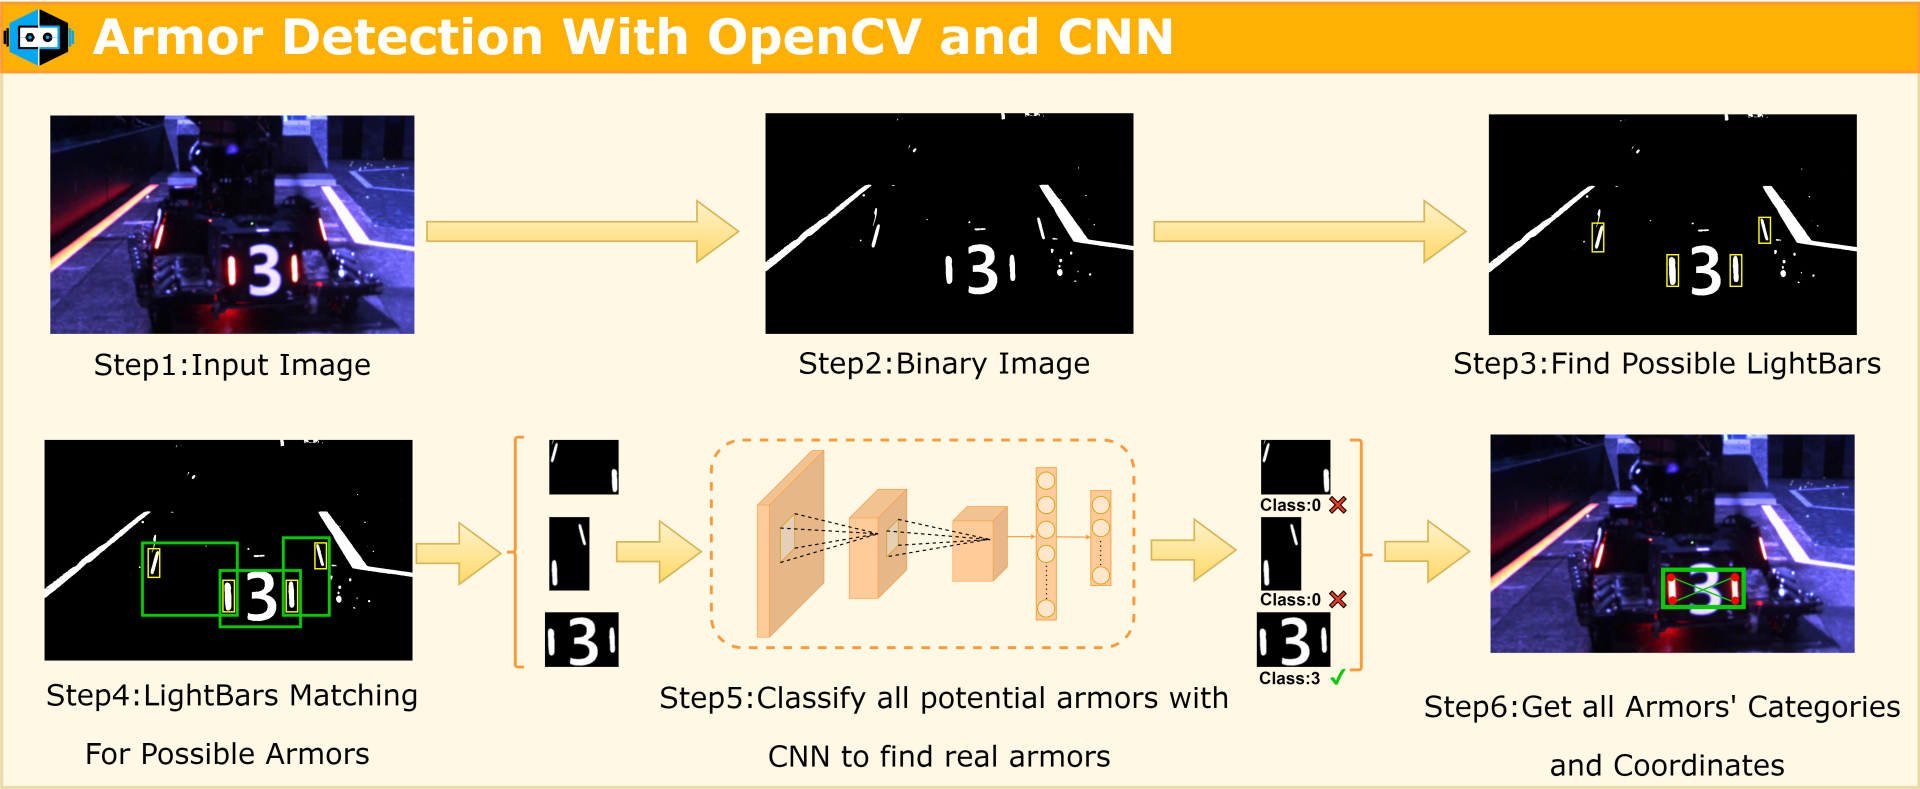 Armor Detection With OpenCV and CNN
3
3
3
Step1:Input Image
Step2:Binary Image
Step3:Find Possible LightBars
3
3
Class:0
Class:0
3
Class:3
3
Step4:LightBars Matching
For Possible Armors
Step5:Classify all potential armors with
CNN to find real armors
Step6:Get all Armors' Categories
and Coordinates